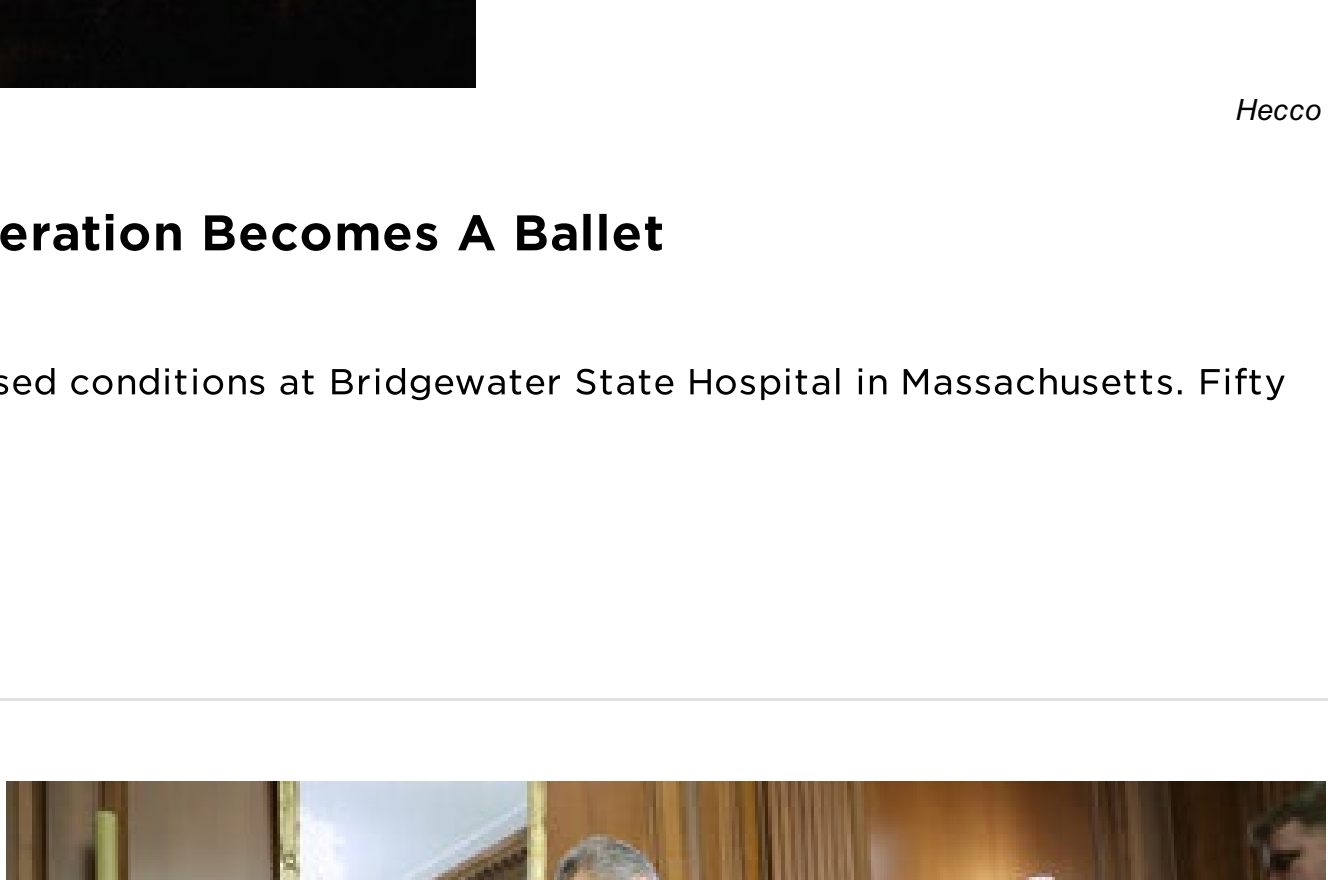 Hecco
eration Becomes A Ballet
sed conditions at Bridgewater State Hospital in Massachusetts. Fifty